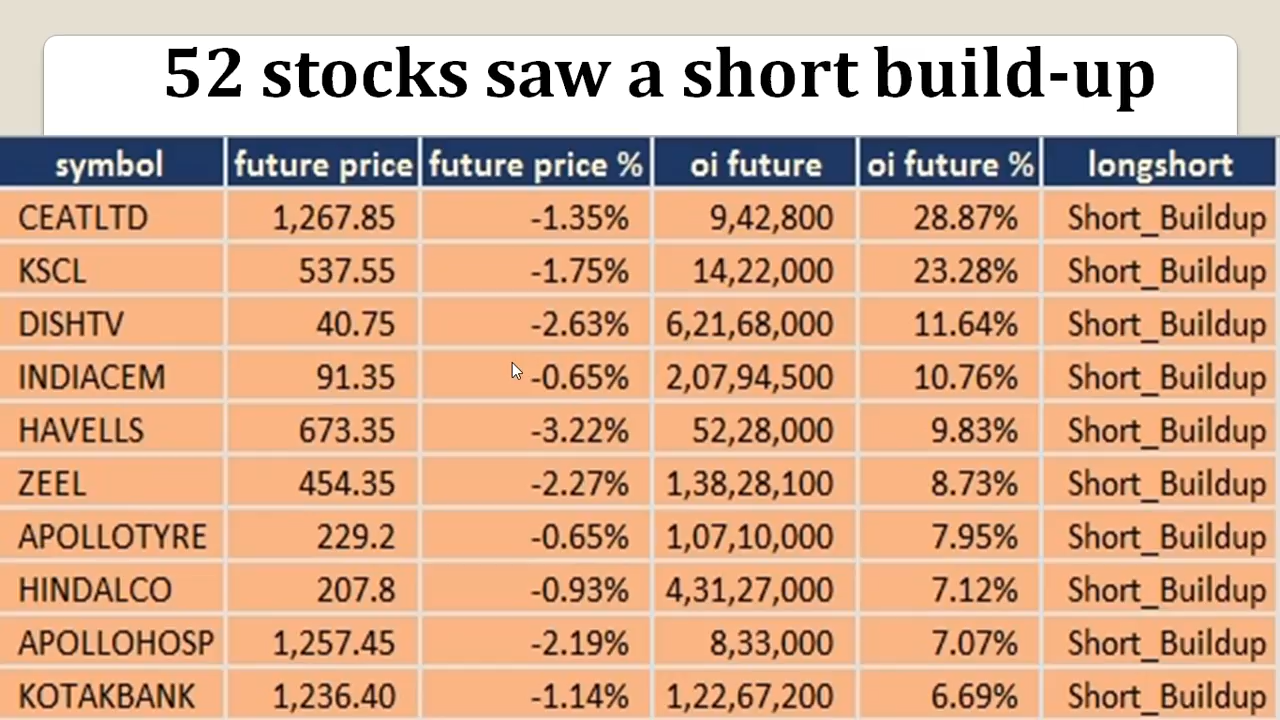 52 stocks saw a short build-up
symbol future price future price % oi future oi future % longshort
CEATLTD 1,267.85 -1.35% 9,42,800 28.87% Short_Buildup
KSCL 537.55 -1.75% 14,22,000 23.28% Short_Buildup
DISHTV 40.75 -2.63% 6,21,68,000 11.64% Short_Buildup
INDIACEM 91.35 -0.65% 2,07,94,500 10.76% Short_Buildup
HAVELLS 673.35 -3.22% 52,28,000 9.83% Short_Buildup
ZEEL 454.35 -2.27% 1,38,28,100 8.73% Short_Buildup
APOLLOTYRE 229.2 -0.65% 1,07,10,000 7.95% Short_Buildup
HINDALCO 207.8 -0.93% 4,31,27,000 7.12% Short_Buildup
APOLLOHOSP 1,257.45 -2.19% 8,33,000 7.07% Short_Buildup
KOTAKBANK 1,236.40 -1.14% 1,22,67,200 6.69% Short_Buildup